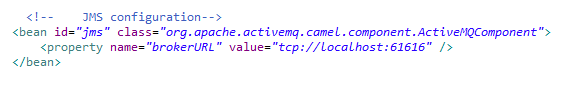 <!--   JMS configuration-->
<bean id="jms" class="org.apache.activemq.camel.component.ActiveMQComponent">
    <property name="brokerURL" value="tcp://localhost:61616" />
</bean>